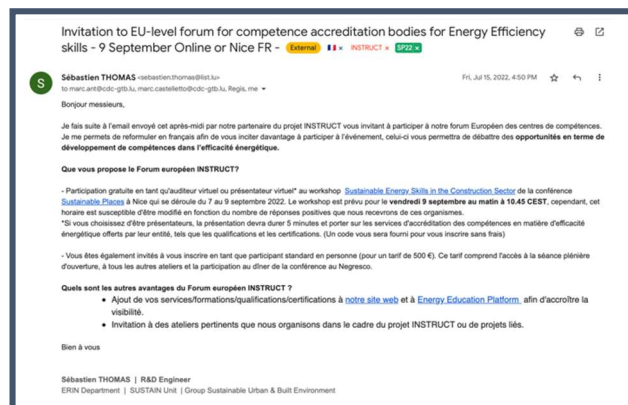 Invitation to EU-level forum for competence accreditation bodies for Energy Efficiency
skills - 9 September Online or Nice FR - External × INSTRUCT × SP22 ×
S
Sébastien THOMAS <sebastien.thomas@list.lu>
Fri, Jul 15, 2022, 4:50 PM
to marc.ant@cdc-gtb.lu, marc.castelletto@cdc-gtb.lu, Regis, me
Bonjour messieurs,
Je fais suite à l'email envoyé cet après-midi par notre partenaire du projet INSTRUCT vous invitant à participer à notre forum Européen des centres de compétences.
Je me permets de reformuler en français afin de vous inciter davantage à participer à l'événement, celui-ci vous permettra de débattre des opportunités en terme de
développement de compétences dans l'efficacité énergétique.
Que vous propose le Forum européen INSTRUCT?
- Participation gratuite en tant qu'auditeur virtuel ou présentateur virtuel* au workshop Sustainable Energy Skills in the Construction Sector de la conférence
Sustainable Places à Nice qui se déroule du 7 au 9 septembre 2022. Le workshop est prévu pour le vendredi 9 septembre au matin à 10.45 CEST, cependant, cet
horaire est susceptible d'être modifié en fonction du nombre de réponses positives que nous recevrons de ces organismes.
*Si vous choisissez d'être présentateurs, la présentation devra durer 5 minutes et porter sur les services d'accréditation des compétences en matière d'efficacité
énergétique offerts par leur entité, tels que les qualifications et les certifications. (Un code vous sera fourni pour vous inscrire sans frais)
- Vous êtes également invités à vous inscrire en tant que participant standard en personne (pour un tarif de 500 €). Ce tarif comprend l'accès à la séance plénière
d'ouverture, à tous les autres ateliers et la participation au dîner de la conférence au Negresco.
Quels sont les autres avantages du Forum européen INSTRUCT ?
• Ajout de vos services/formations/qualifications/certifications à notre site web et à Energy Education Platform afin d'accroître la
visibilité.
• Invitation à des ateliers pertinents que nous organisons dans le cadre du projet INSTRUCT ou de projets liés.
Bien à vous
Sébastien THOMAS | R&D Engineer
ERIN Department | SUSTAIN Unit | Group Sustainable Urban & Built Environment